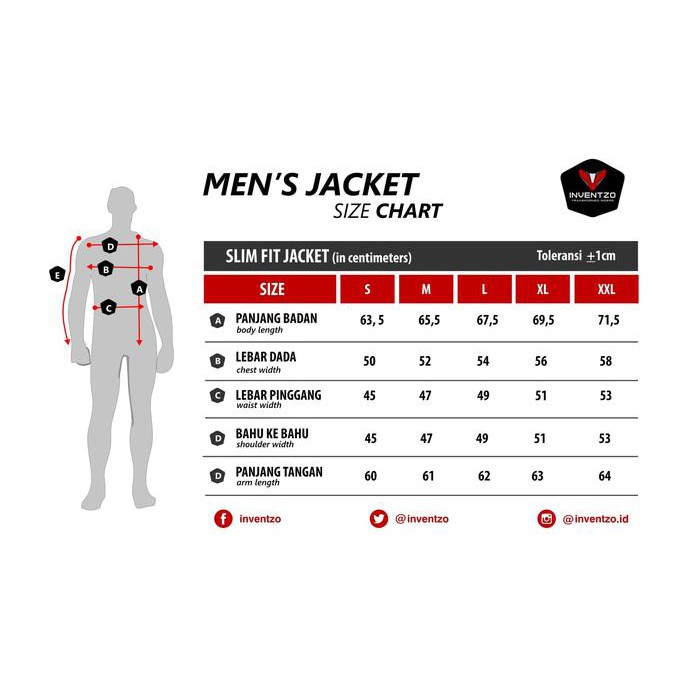 MEN'S JACKET
SIZE CHART
INVENTZO
SLIM FIT JACKET (in centimeters) Toleransi ±1cm
SIZE S M L XL XXL
A PANJANG BADAN 63, 5 65,5 67,5 69,5 71,5
body length
B LEBAR DADA 50 52 54 56 58
chest width
C LEBAR PINGGANG 45 47 49 51 53
waist width
D BAHU KE BAHU 45 47 49 51 53
shoulder width
D PANJANG TANGAN 60 61 62 63 64
arm length
D
B
E
A
C
inventzo @inventzo @inventzo.id